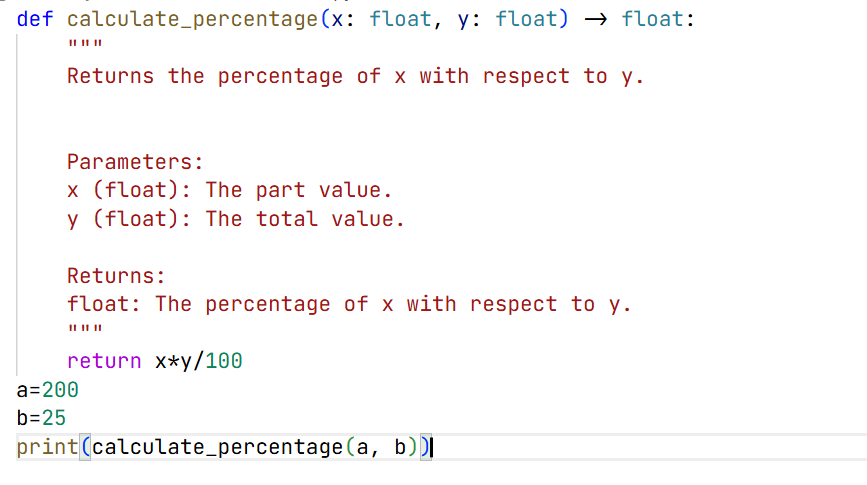 def calculate_percentage(x: float, y: float) -> float:
"""
Returns the percentage of x with respect to y.
Parameters:
x (float): The part value.
y (float): The total value.
Returns:
float: The percentage of x with respect to y.
"""
return x*y/100
a=200
b=25
print(calculate_percentage(a, b))